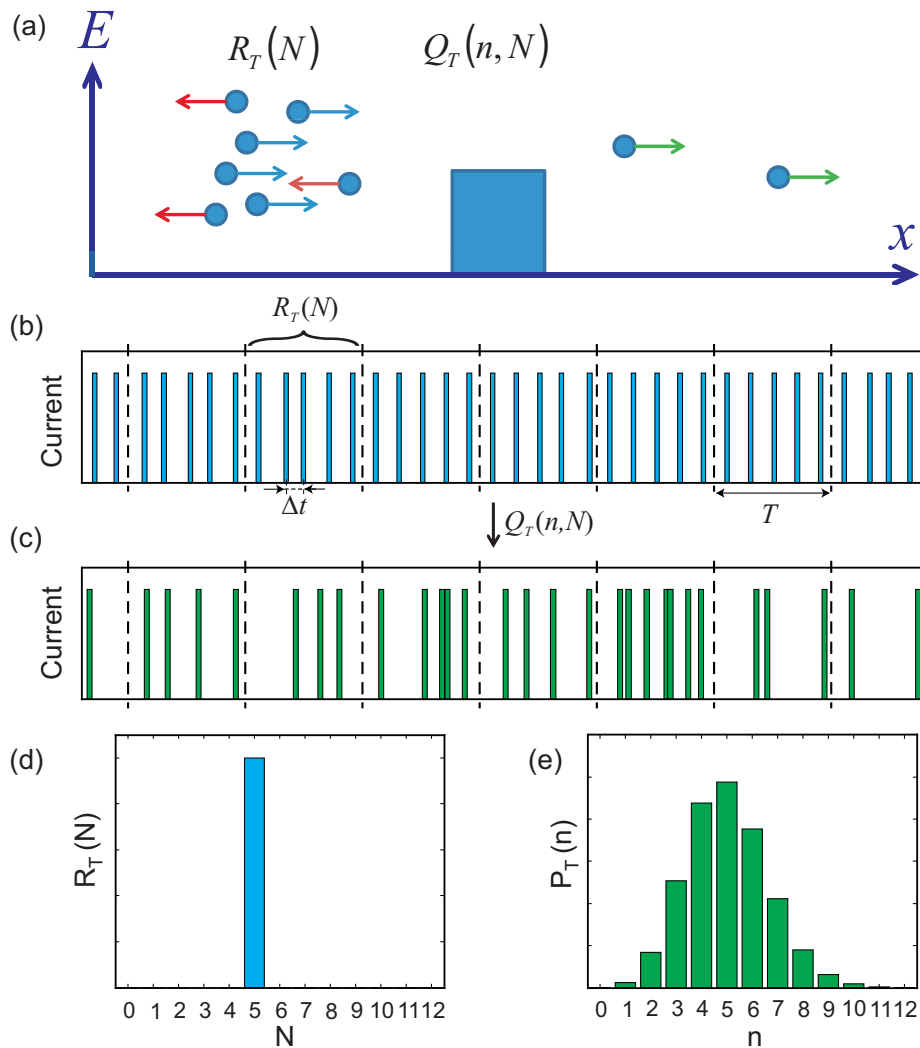 (a)
E
R_T(N)
Q_T(n, N)
x
(b)
R_T(N)
Current
Δt
T
Q_T(n,N)
(c)
Current
(d)
R_T(N)
0 1 2 3 4 5 6 7 8 9 10 11 12
N
(e)
P_T(n)
0 1 2 3 4 5 6 7 8 9 10 11 12
n